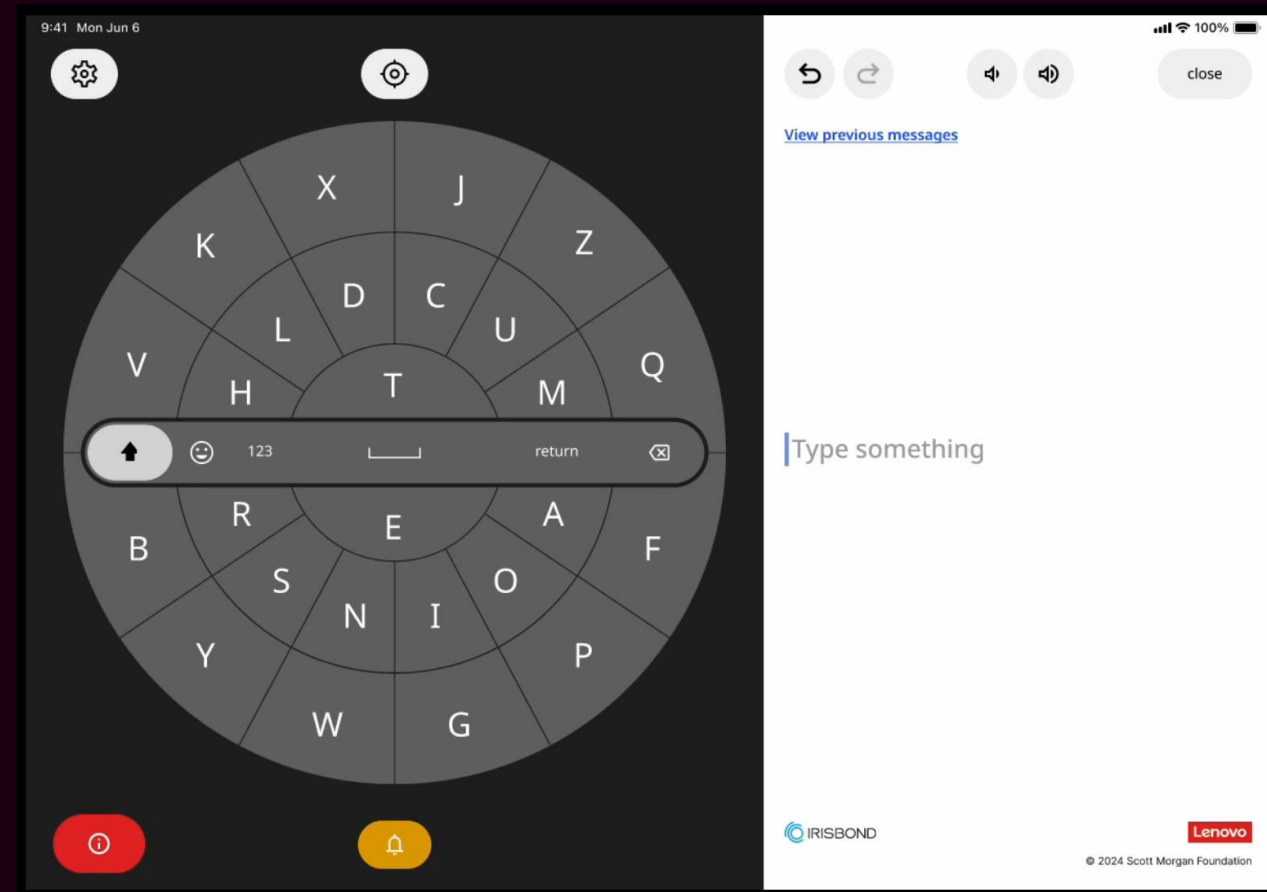 9:41 Mon Jun 6
100%
close
View previous messages
X J
K Z
D C
L U
V Q
T
H M
123 return
Type something
R A
E
B F
S O
N I
Y P
W G
IRISBOND
Lenovo
© 2024 Scott Morgan Foundation